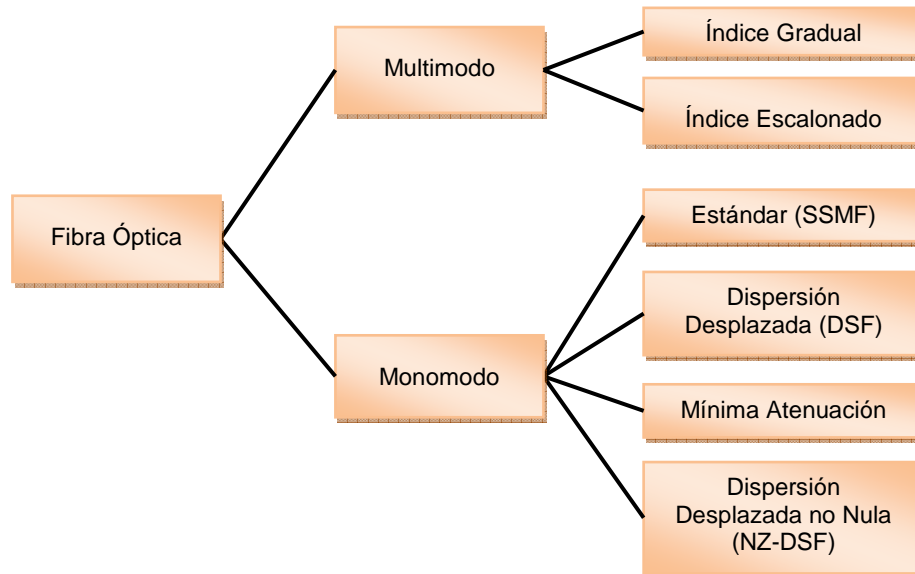 Fibra Óptica
Multimodo
Índice Gradual
Índice Escalonado
Monomodo
Estándar (SSMF)
Dispersión
Desplazada (DSF)
Mínima Atenuación
Dispersión
Desplazada no Nula
(NZ-DSF)